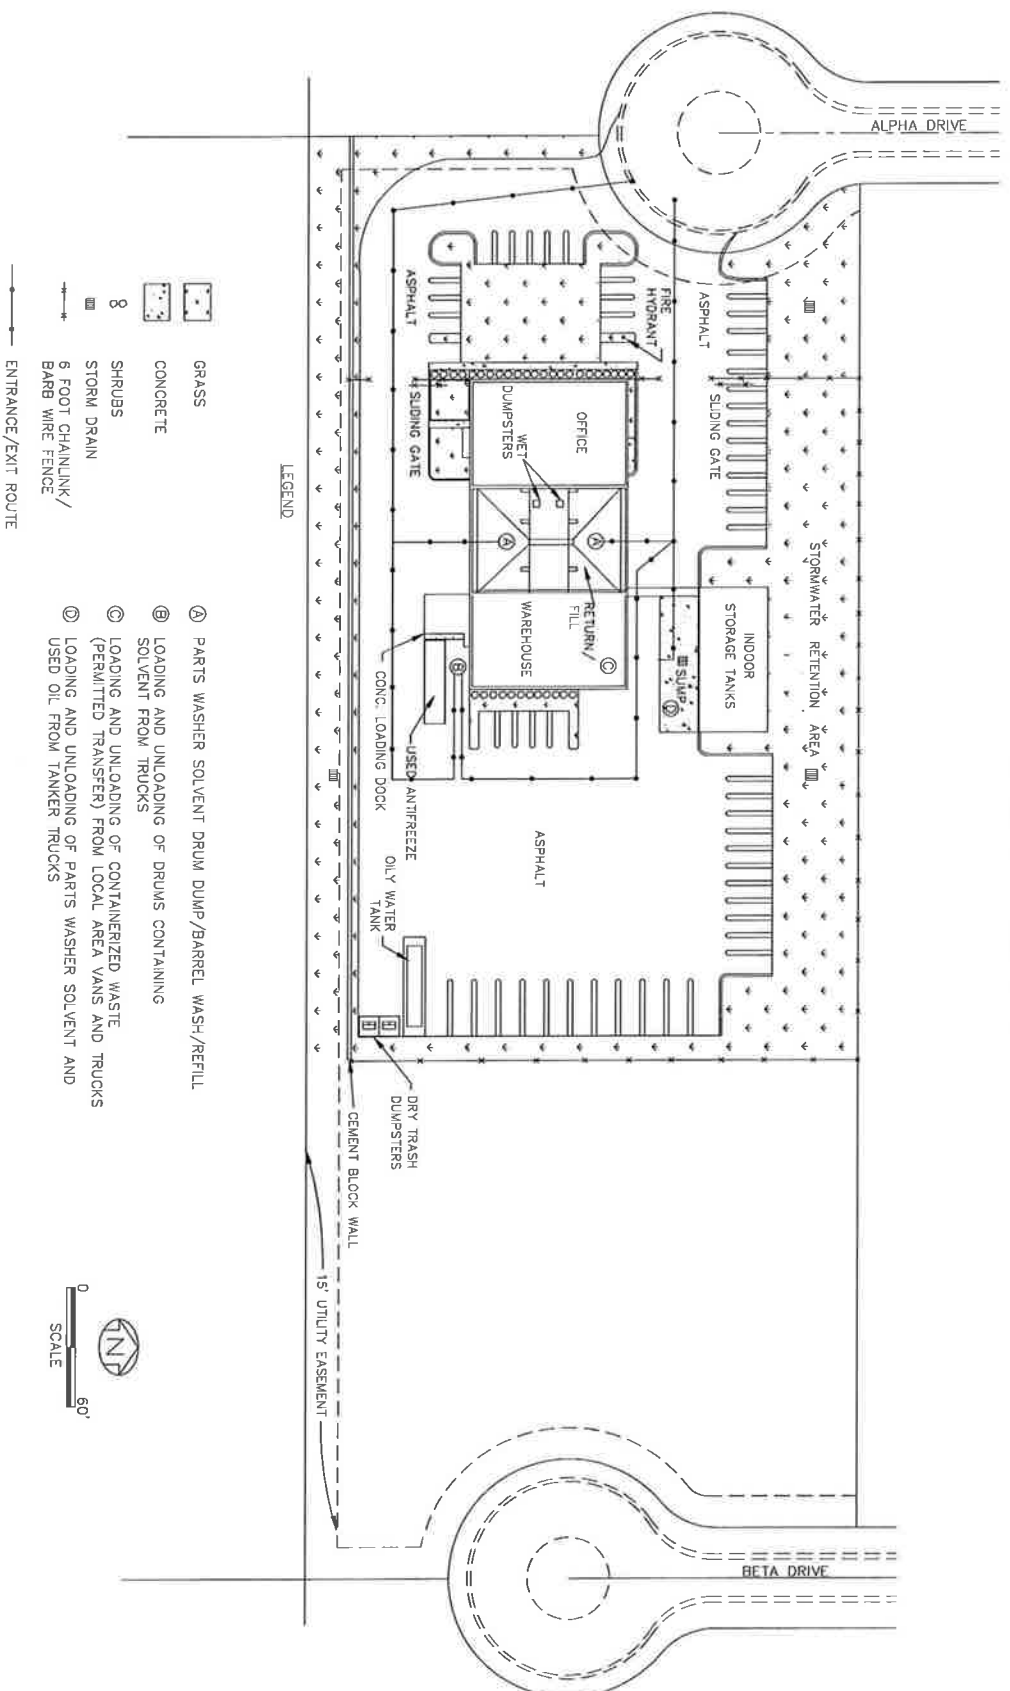 ALPHA DRIVE
ASPHALT
SLIDING GATE
STORMWATER RETENTION AREA
INDOOR
STORAGE TANKS
SUMP
D
FIRE
HYDRANT
ASPHALT
SLIDING GATE
OFFICE
WET
DUMPSTERS
A
A
RETURN/
FILL
WAREHOUSE
C
B
CONC. LOADING DOCK
USED ANTIFREEZE
ASPHALT
OILY WATER
TANK
DRY TRASH
DUMPSTERS
CEMENT BLOCK WALL
15' UTILITY EASEMENT
BETA DRIVE
LEGEND
GRASS
CONCRETE
SHRUBS
STORM DRAIN
6 FOOT CHAINLINK/
BARB WIRE FENCE
ENTRANCE/EXIT ROUTE
A PARTS WASHER SOLVENT DRUM DUMP/BARREL WASH/REFILL
B LOADING AND UNLOADING OF DRUMS CONTAINING
SOLVENT FROM TRUCKS
C LOADING AND UNLOADING OF CONTAINERIZED WASTE
(PERMITTED TRANSFER) FROM LOCAL AREA VANS AND TRUCKS
D LOADING AND UNLOADING OF PARTS WASHER SOLVENT AND
USED OIL FROM TANKER TRUCKS
N
0 60'
SCALE